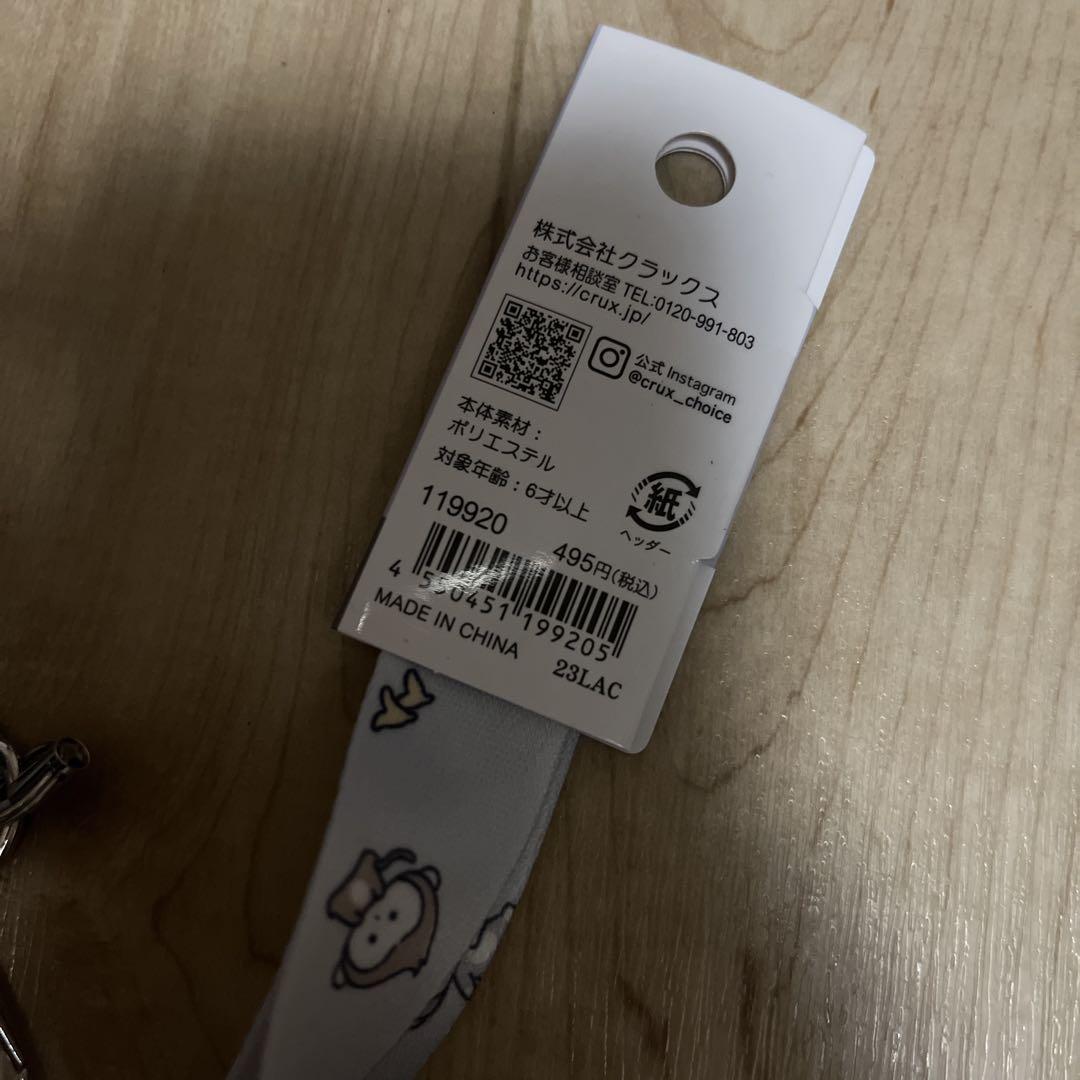 株式会社クラックス
お客様相談室 TEL:0120-991-803
https://crux.jp/
公式 Instagram
@crux_choice
本体素材：
ポリエステル
対象年齢：6才以上
紙
ヘッダー
119920
495円(税込)
4 550451 199205
MADE IN CHINA
23LAC